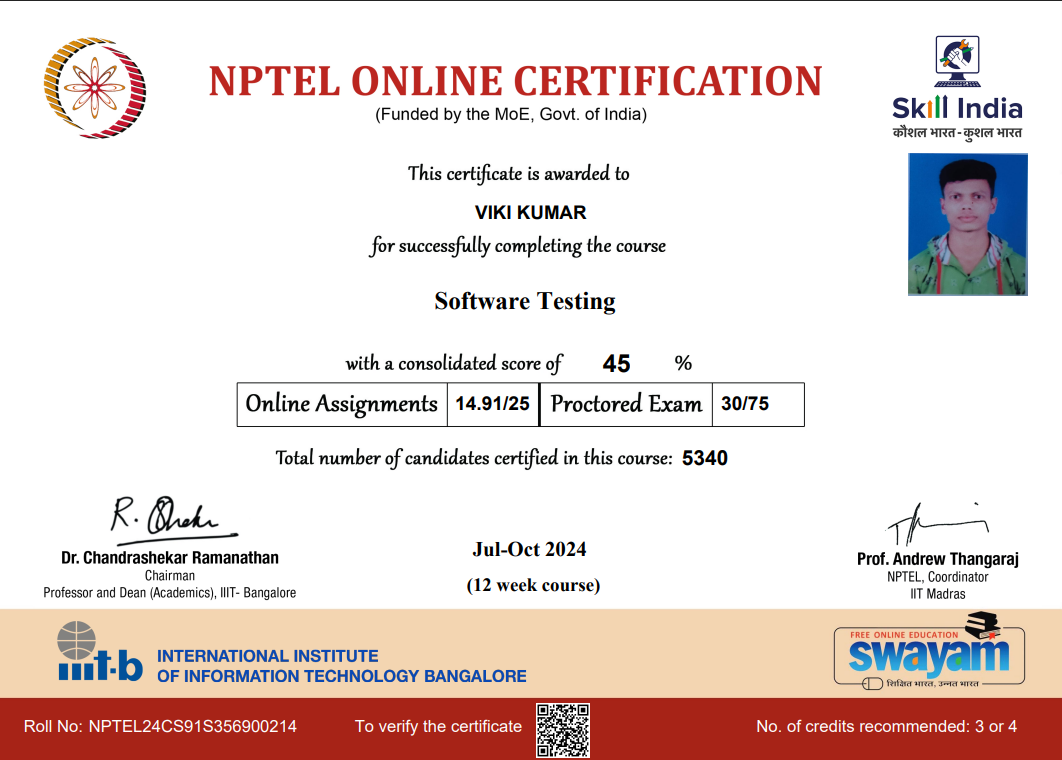 NPTEL ONLINE CERTIFICATION
(Funded by the MoE, Govt. of India)
Skill India
कौशल भारत - कुशल भारत
This certificate is awarded to
VIKI KUMAR
for successfully completing the course
Software Testing
with a consolidated score of 45 %
Online Assignments 14.91/25 Proctored Exam 30/75
Total number of candidates certified in this course: 5340
Dr. Chandrashekar Ramanathan
Chairman
Professor and Dean (Academics), IIIT- Bangalore
Jul-Oct 2024
(12 week course)
Prof. Andrew Thangaraj
NPTEL, Coordinator
IIT Madras
iiit-b
INTERNATIONAL INSTITUTE
OF INFORMATION TECHNOLOGY BANGALORE
FREE ONLINE EDUCATION
swayam
शिक्षित भारत, उन्नत भारत
Roll No: NPTEL24CS91S356900214
To verify the certificate
No. of credits recommended: 3 or 4